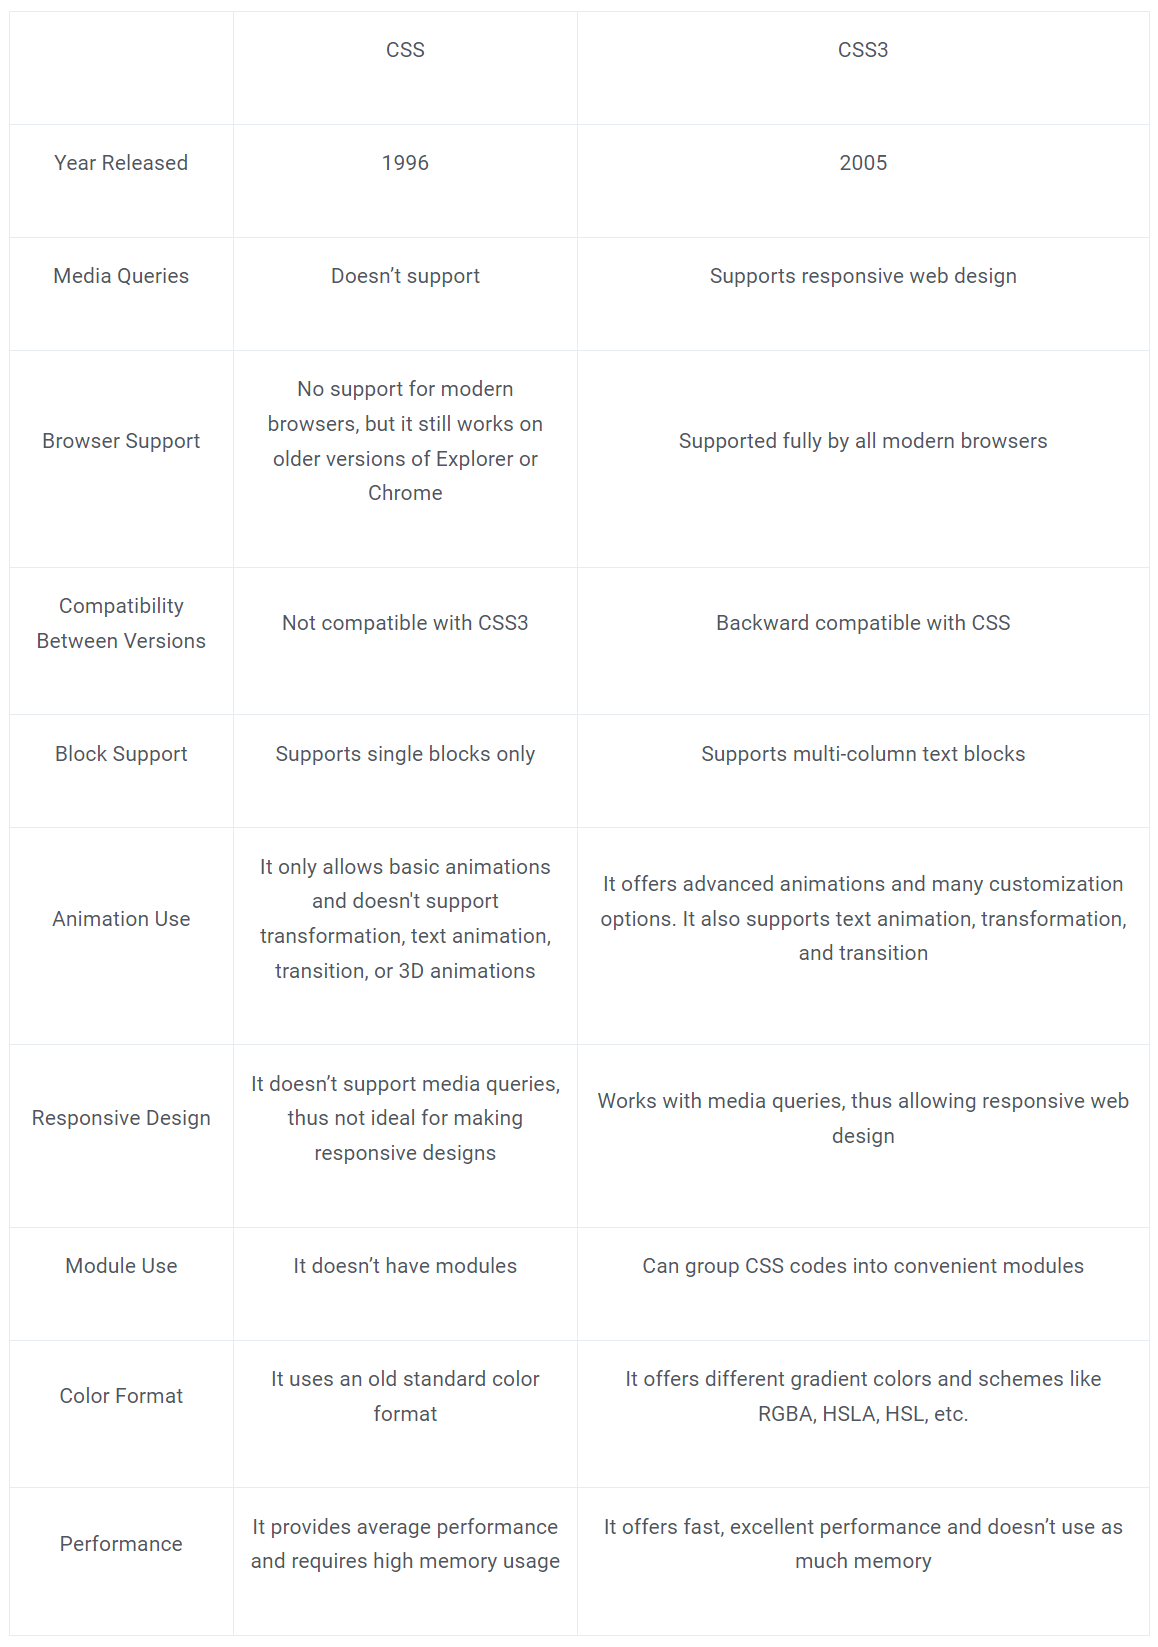 CSS
CSS3
Year Released
1996
2005
Media Queries
Doesn’t support
Supports responsive web design
Browser Support
No support for modern
browsers, but it still works on
older versions of Explorer or
Chrome
Supported fully by all modern browsers
Compatibility
Between Versions
Not compatible with CSS3
Backward compatible with CSS
Block Support
Supports single blocks only
Supports multi-column text blocks
Animation Use
It only allows basic animations
and doesn't support
transformation, text animation,
transition, or 3D animations
It offers advanced animations and many customization
options. It also supports text animation, transformation,
and transition
Responsive Design
It doesn’t support media queries,
thus not ideal for making
responsive designs
Works with media queries, thus allowing responsive web
design
Module Use
It doesn’t have modules
Can group CSS codes into convenient modules
Color Format
It uses an old standard color
format
It offers different gradient colors and schemes like
RGBA, HSLA, HSL, etc.
Performance
It provides average performance
and requires high memory usage
It offers fast, excellent performance and doesn’t use as
much memory